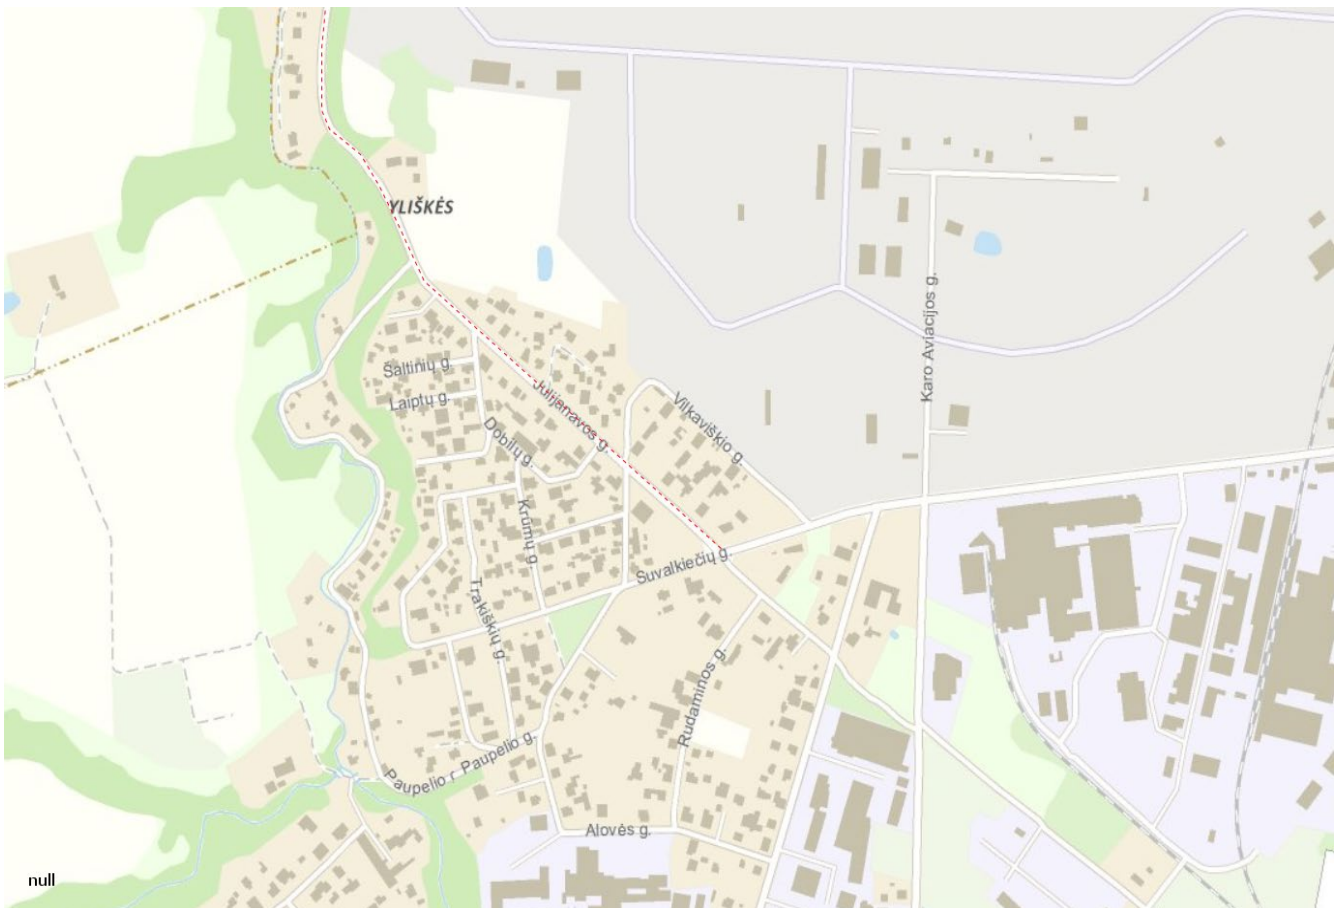 YLIŠKĖS
Karo Aviacijos g.
Šaltinių g.
Laiptų g.
Julijanavos g.
Vilkaviškio g.
Dobilų g.
Krūmų g.
Suvalkiečių g.
Trakiškių g.
Rudaminos g.
Paupelio r Paupelio g.
Alovės g.
null